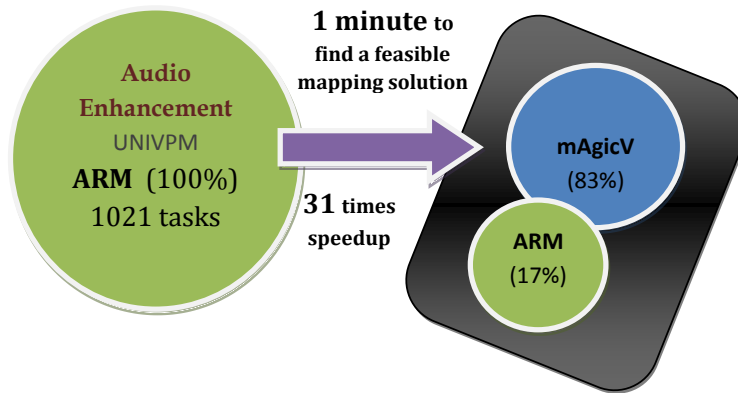 Audio
Enhancement
UNIVPM
ARM (100%)
1021 tasks
1 minute to
find a feasible
mapping solution
31 times
speedup
mAgicV
(83%)
ARM
(17%)